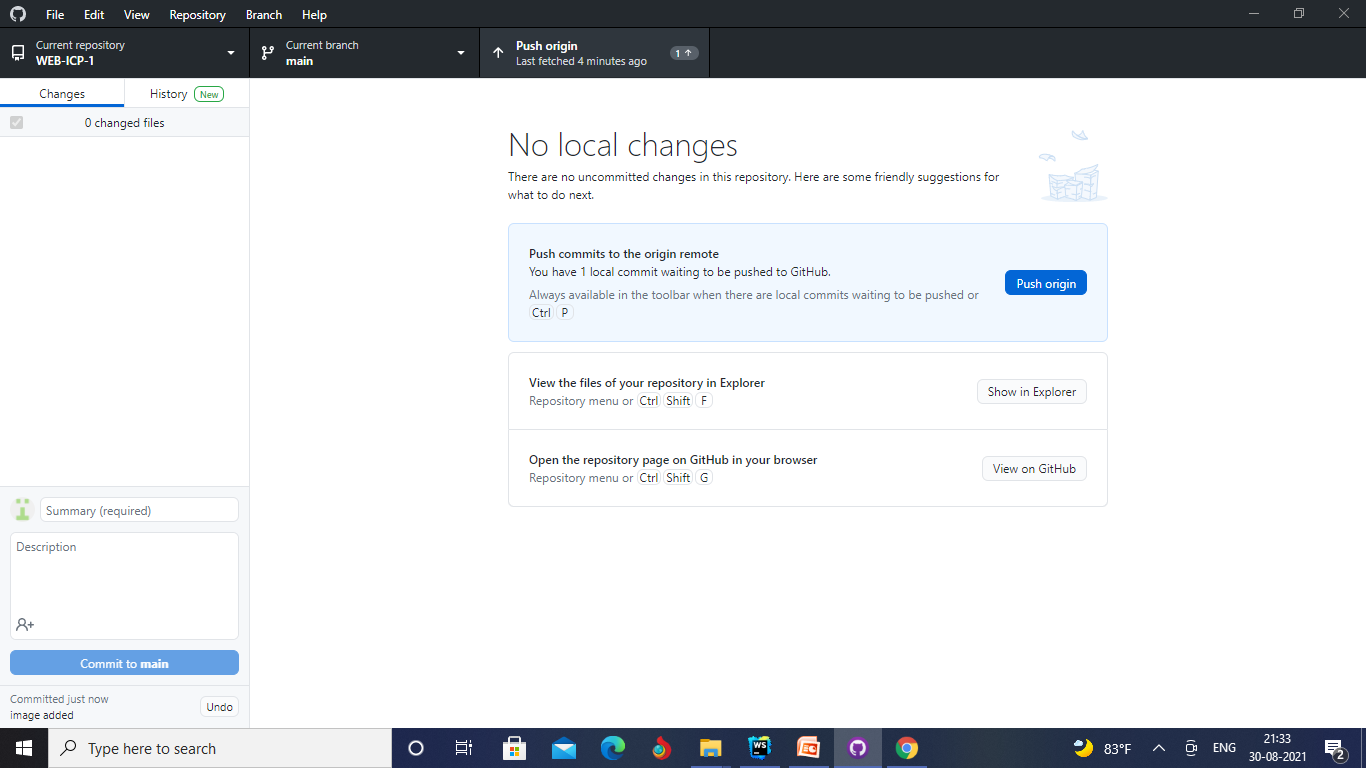 File Edit View Repository Branch Help
Current repository
WEB-ICP-1
Current branch
main
Push origin
Last fetched 4 minutes ago
1
Changes
History New
0 changed files
No local changes
There are no uncommitted changes in this repository. Here are some friendly suggestions for
what to do next.
Push commits to the origin remote
You have 1 local commit waiting to be pushed to GitHub.
Always available in the toolbar when there are local commits waiting to be pushed or
Ctrl P
Push origin
View the files of your repository in Explorer
Repository menu or Ctrl Shift F
Show in Explorer
Open the repository page on GitHub in your browser
Repository menu or Ctrl Shift G
View on GitHub
Summary (required)
Description
Commit to main
Committed just now
image added
Undo
Type here to search
WS
83°F
ENG
21:33
30-08-2021
2